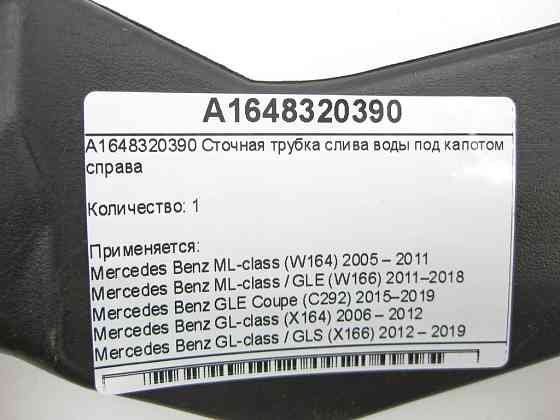 A1648320390
A1648320390 Сточная трубка слива воды под капотом
справа
Количество: 1
Применяется:
Mercedes Benz ML-class (W164) 2005 – 2011
Mercedes Benz ML-class / GLE (W166) 2011–2018
Mercedes Benz GLE Coupe (C292) 2015–2019
Mercedes Benz GL-class (X164) 2006 – 2012
Mercedes Benz GL-class / GLS (X166) 2012 – 2019